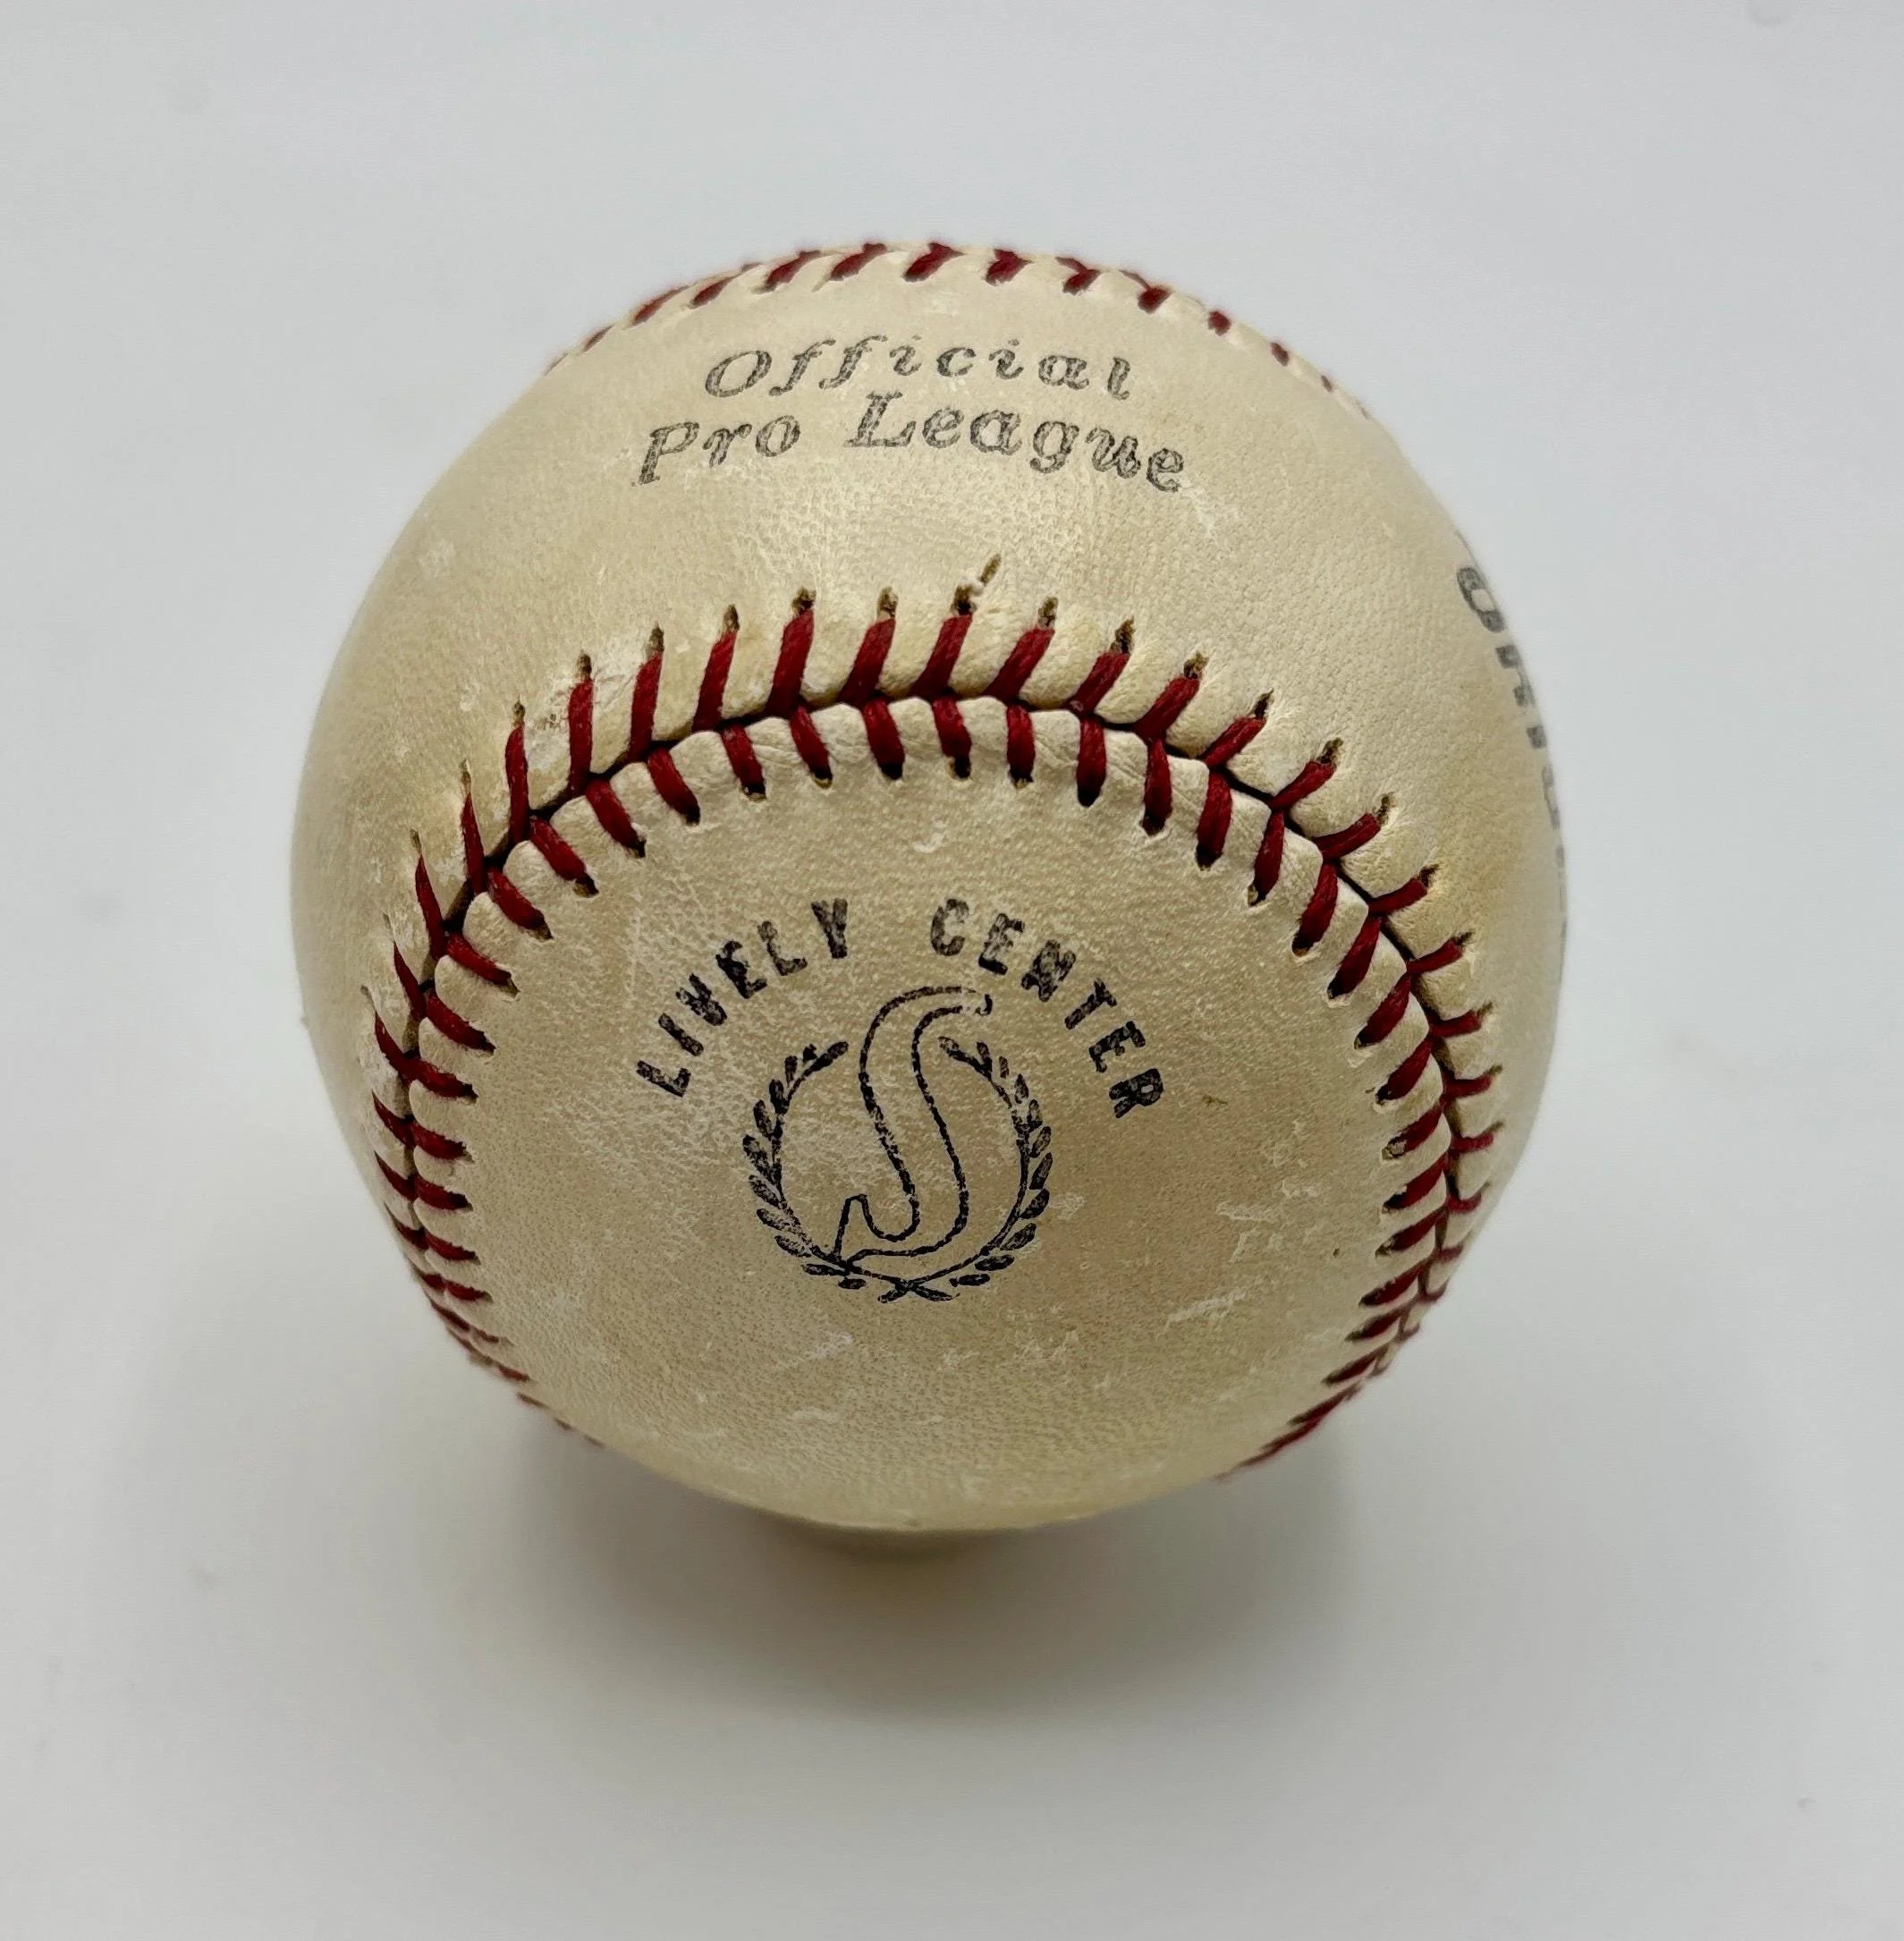 Official
Pro League
LIVELY CENTER
S